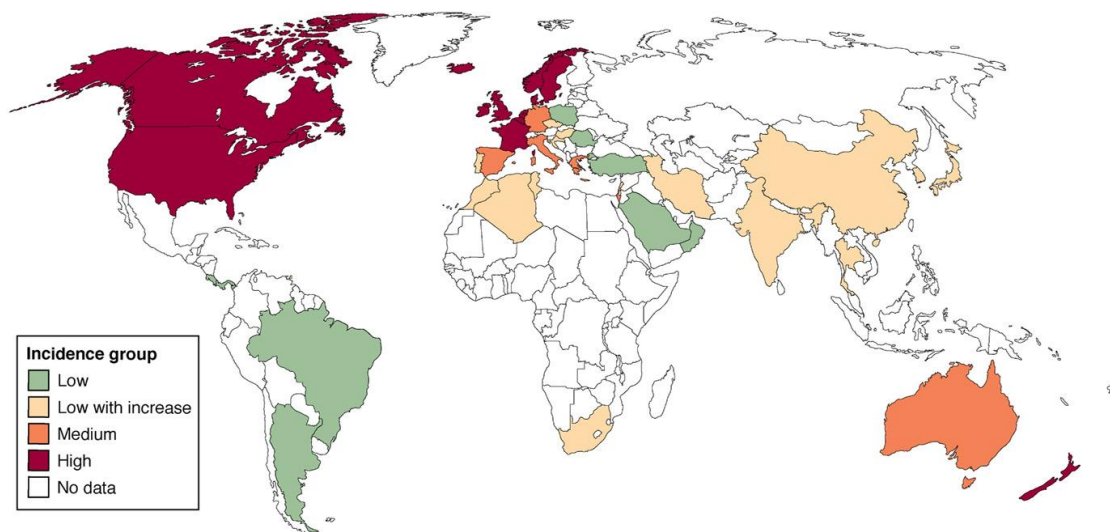 Incidence group
Low
Low with increase
Medium
High
No data